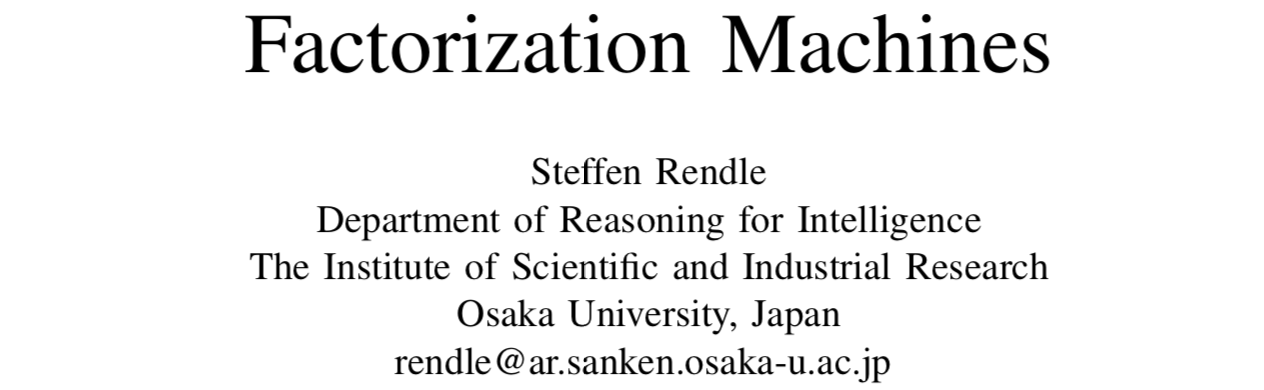 Factorization Machines
Steffen Rendle
Department of Reasoning for Intelligence
The Institute of Scientific and Industrial Research
Osaka University, Japan
rendle@ar.sanken.osaka-u.ac.jp